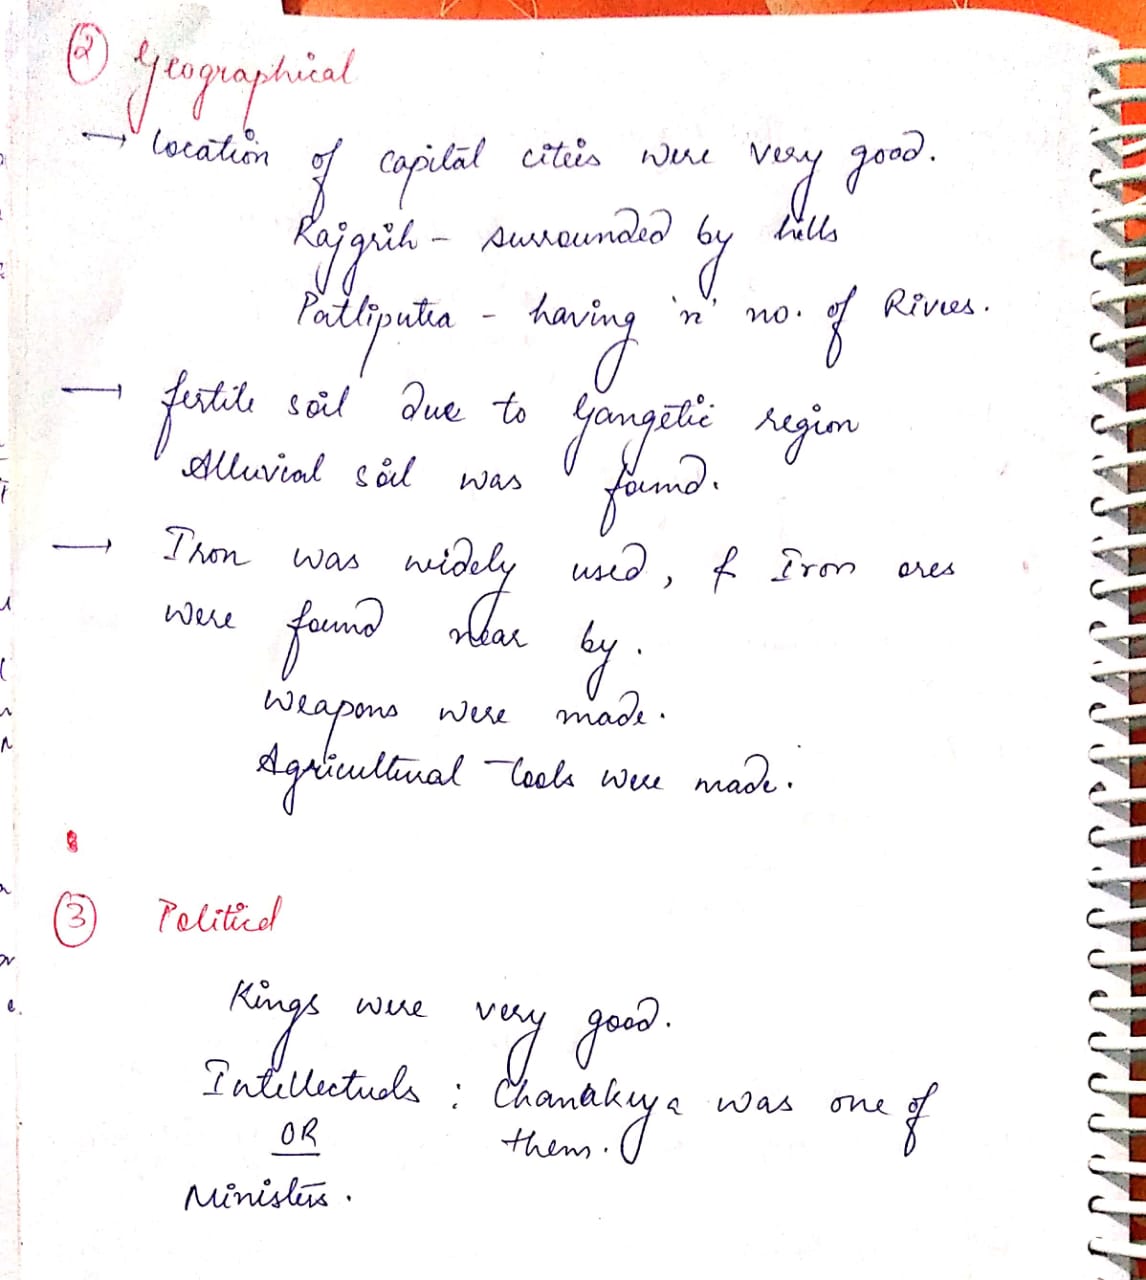 ② Geographical
→ Location of capital cities were very good.
Rajgrih - surrounded by hills
Patliputra - having 'n' no. of Rivers.
→ fertile soil due to Gangetic region
Alluvial soil was found.
→ Iron was widely used, & Iron ores
were found near by.
Weapons were made.
Agricultural tools were made.
③ Political
Kings were very good.
Intellectuals : Chanakya was one of
OR them.
Ministers.